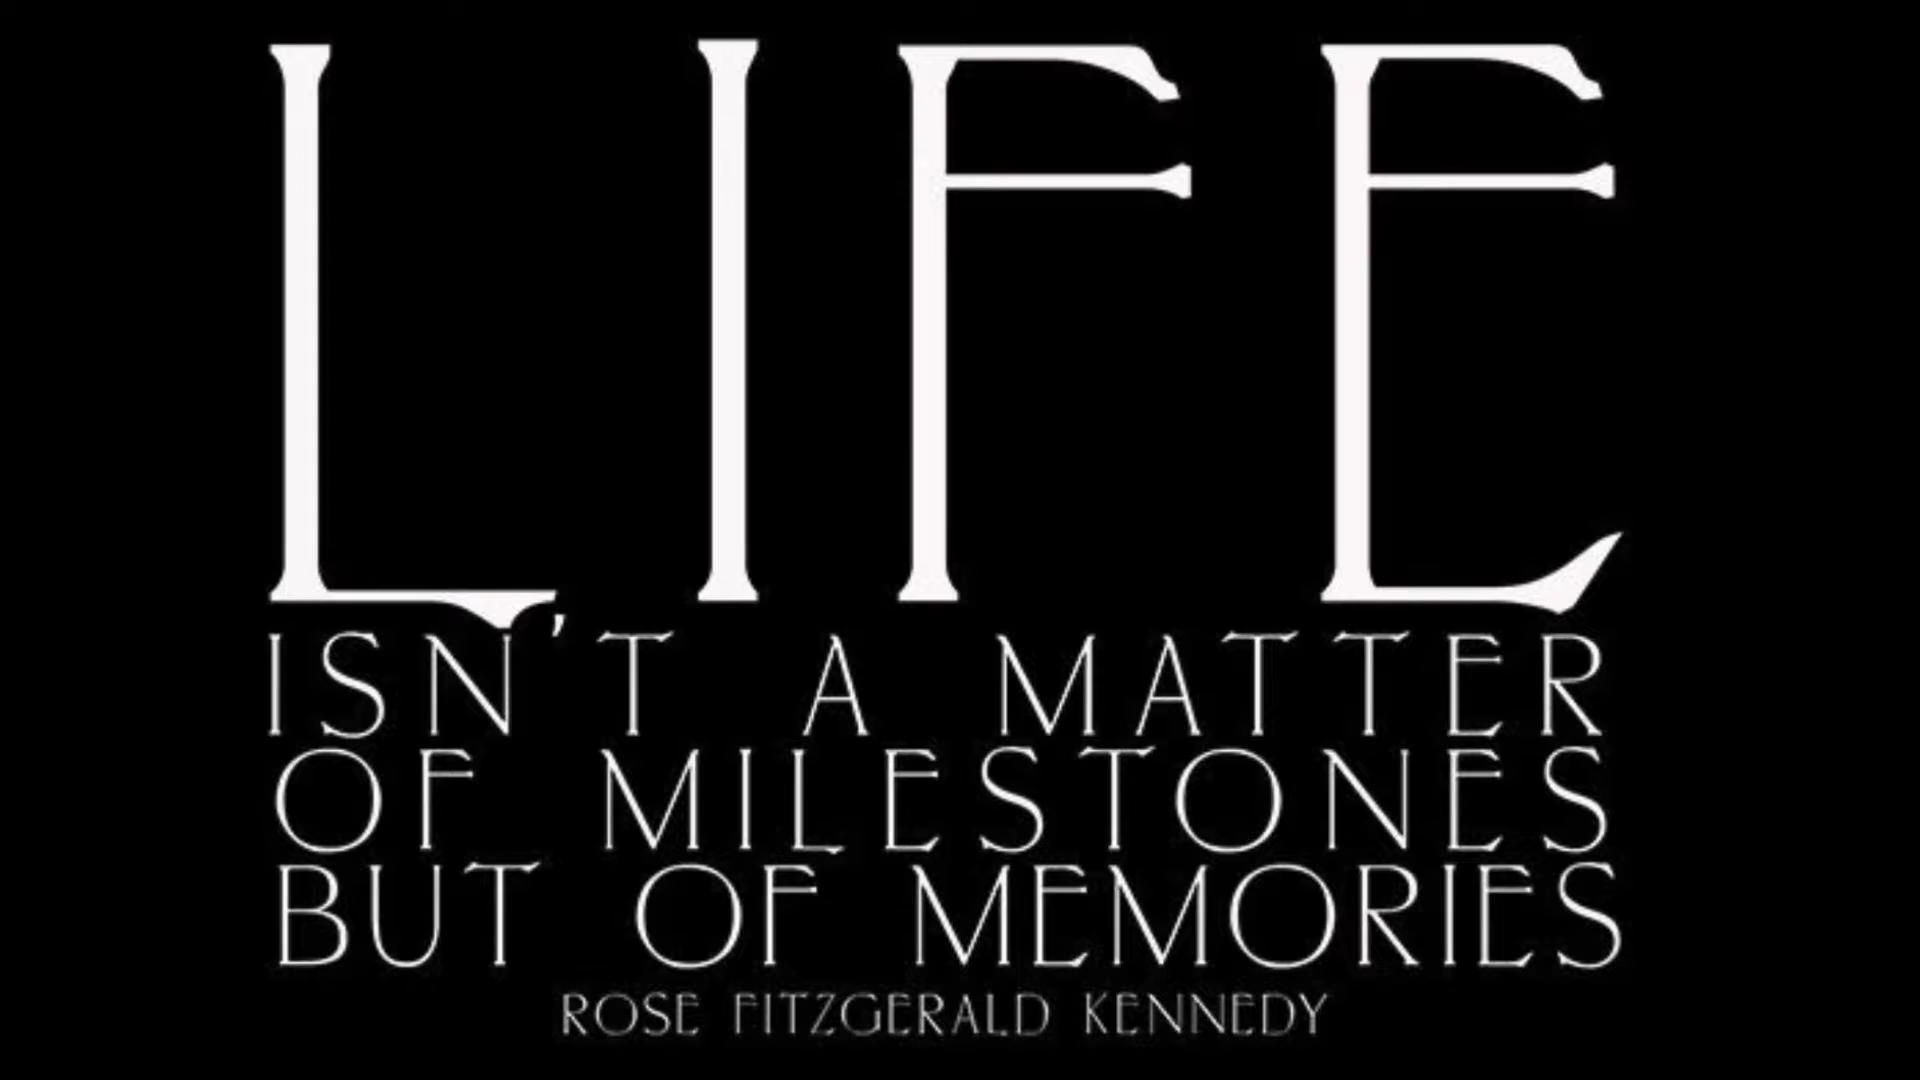 LIFE
ISN'T A MATTER
OF MILESTONES
BUT OF MEMORIES
ROSE FITZGERALD KENNEDY